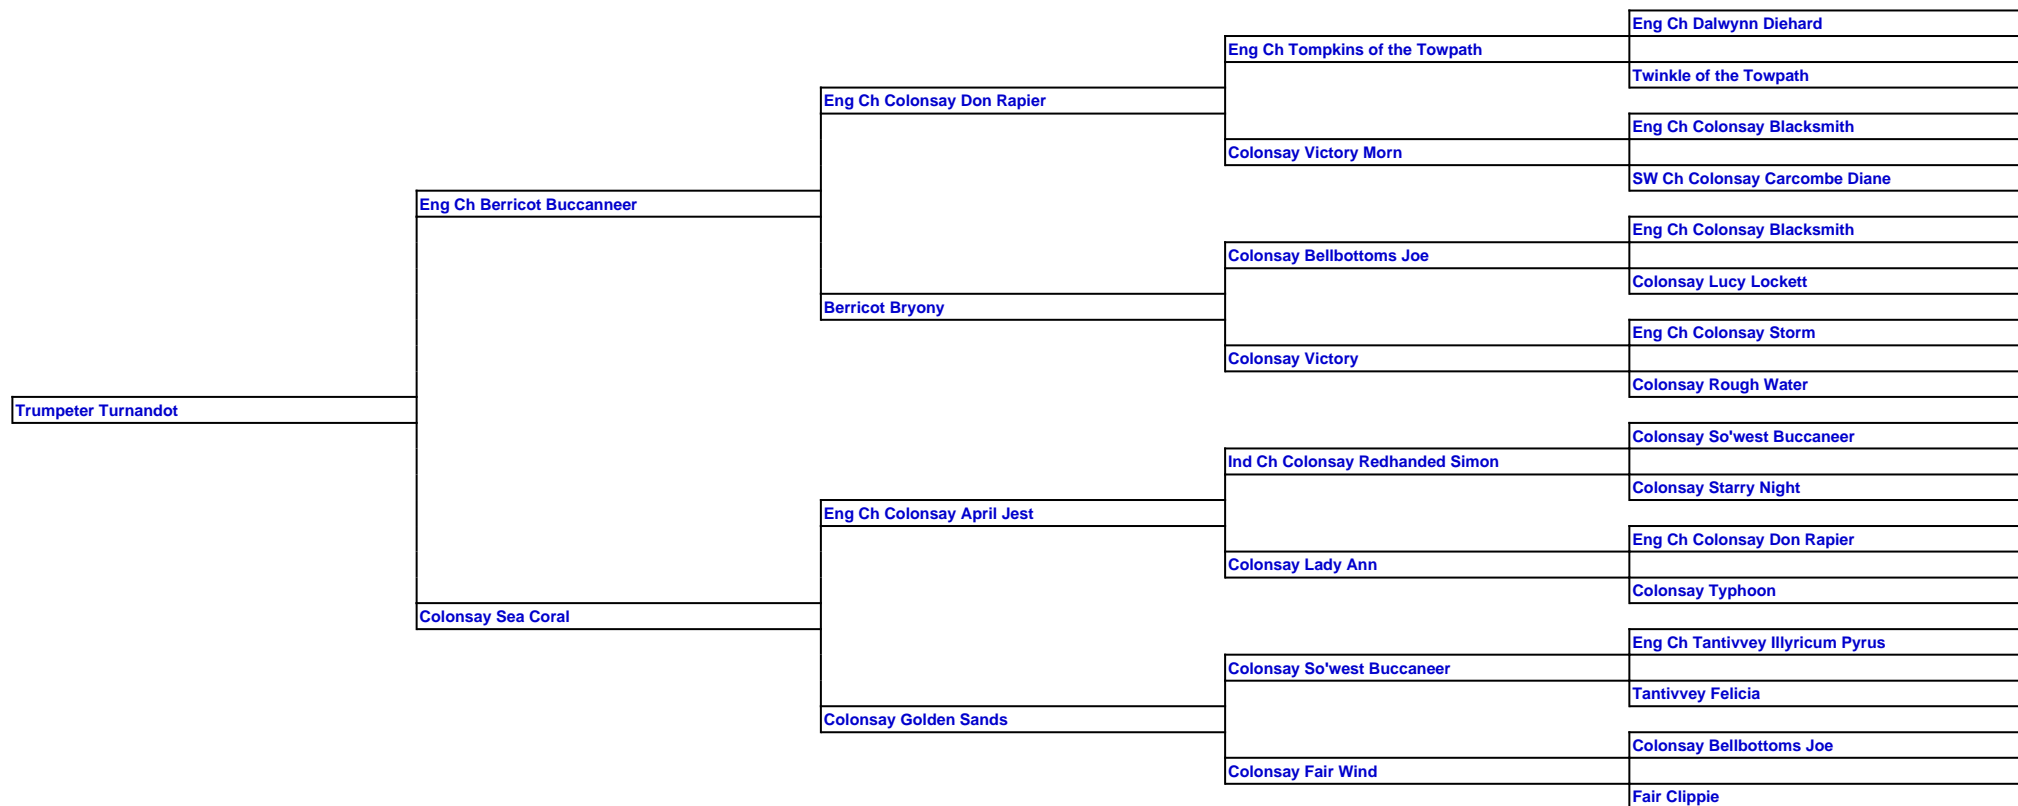 Eng Ch Dalwynn Diehard
Eng Ch Tompkins of the Towpath
Twinkle of the Towpath
Eng Ch Colonsay Don Rapier
Eng Ch Colonsay Blacksmith
Colonsay Victory Morn
SW Ch Colonsay Carcombe Diane
Eng Ch Berricot Buccanneer
Eng Ch Colonsay Blacksmith
Colonsay Bellbottoms Joe
Colonsay Lucy Lockett
Berricot Bryony
Eng Ch Colonsay Storm
Colonsay Victory
Colonsay Rough Water
Trumpeter Turnandot
Colonsay So'west Buccaneer
Ind Ch Colonsay Redhanded Simon
Colonsay Starry Night
Eng Ch Colonsay April Jest
Eng Ch Colonsay Don Rapier
Colonsay Lady Ann
Colonsay Typhoon
Colonsay Sea Coral
Eng Ch Tantivvey Illyricum Pyrus
Colonsay So'west Buccaneer
Tantivvey Felicia
Colonsay Golden Sands
Colonsay Bellbottoms Joe
Colonsay Fair Wind
Fair Clippie